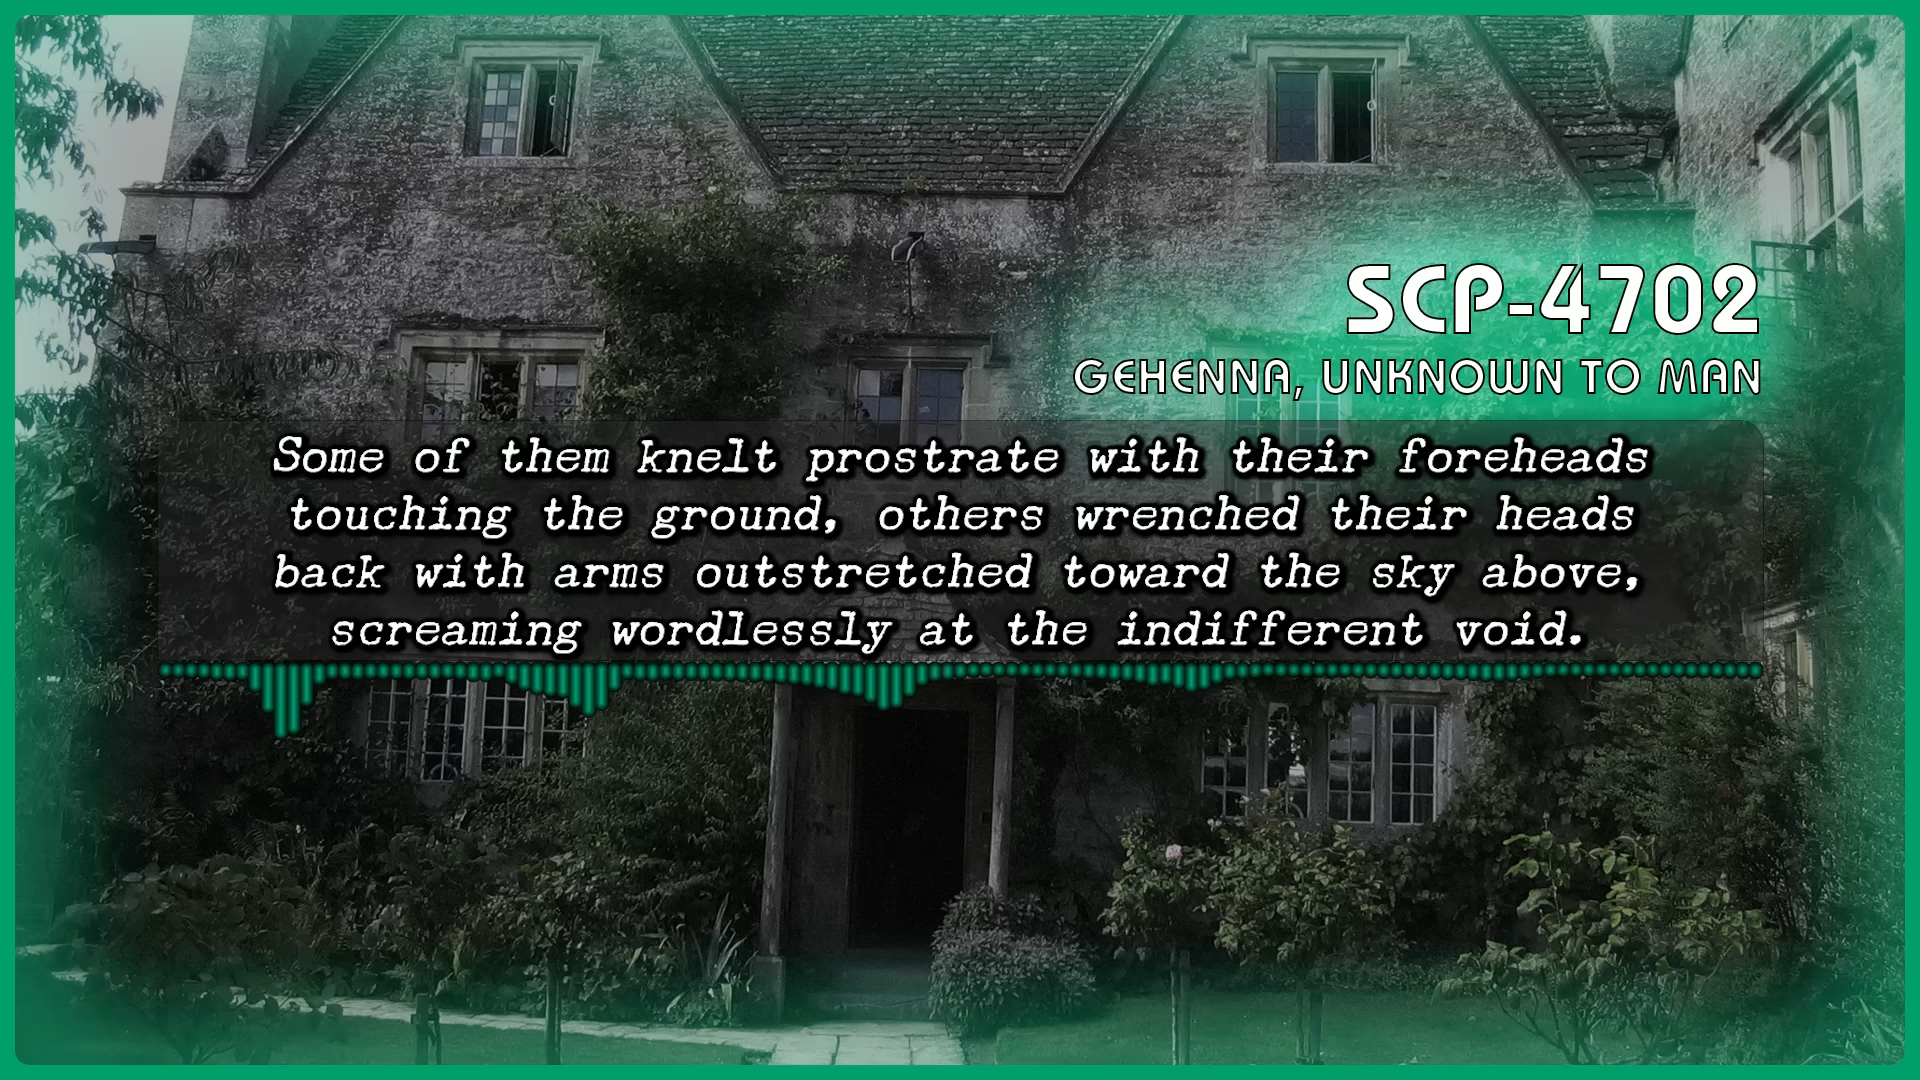 SCP-4702
GEHENNA, UNKNOWN TO MAN
Some of them knelt prostrate with their foreheads
touching the ground, others wrenched their heads
back with arms outstretched toward the sky above,
screaming wordlessly at the indifferent void.